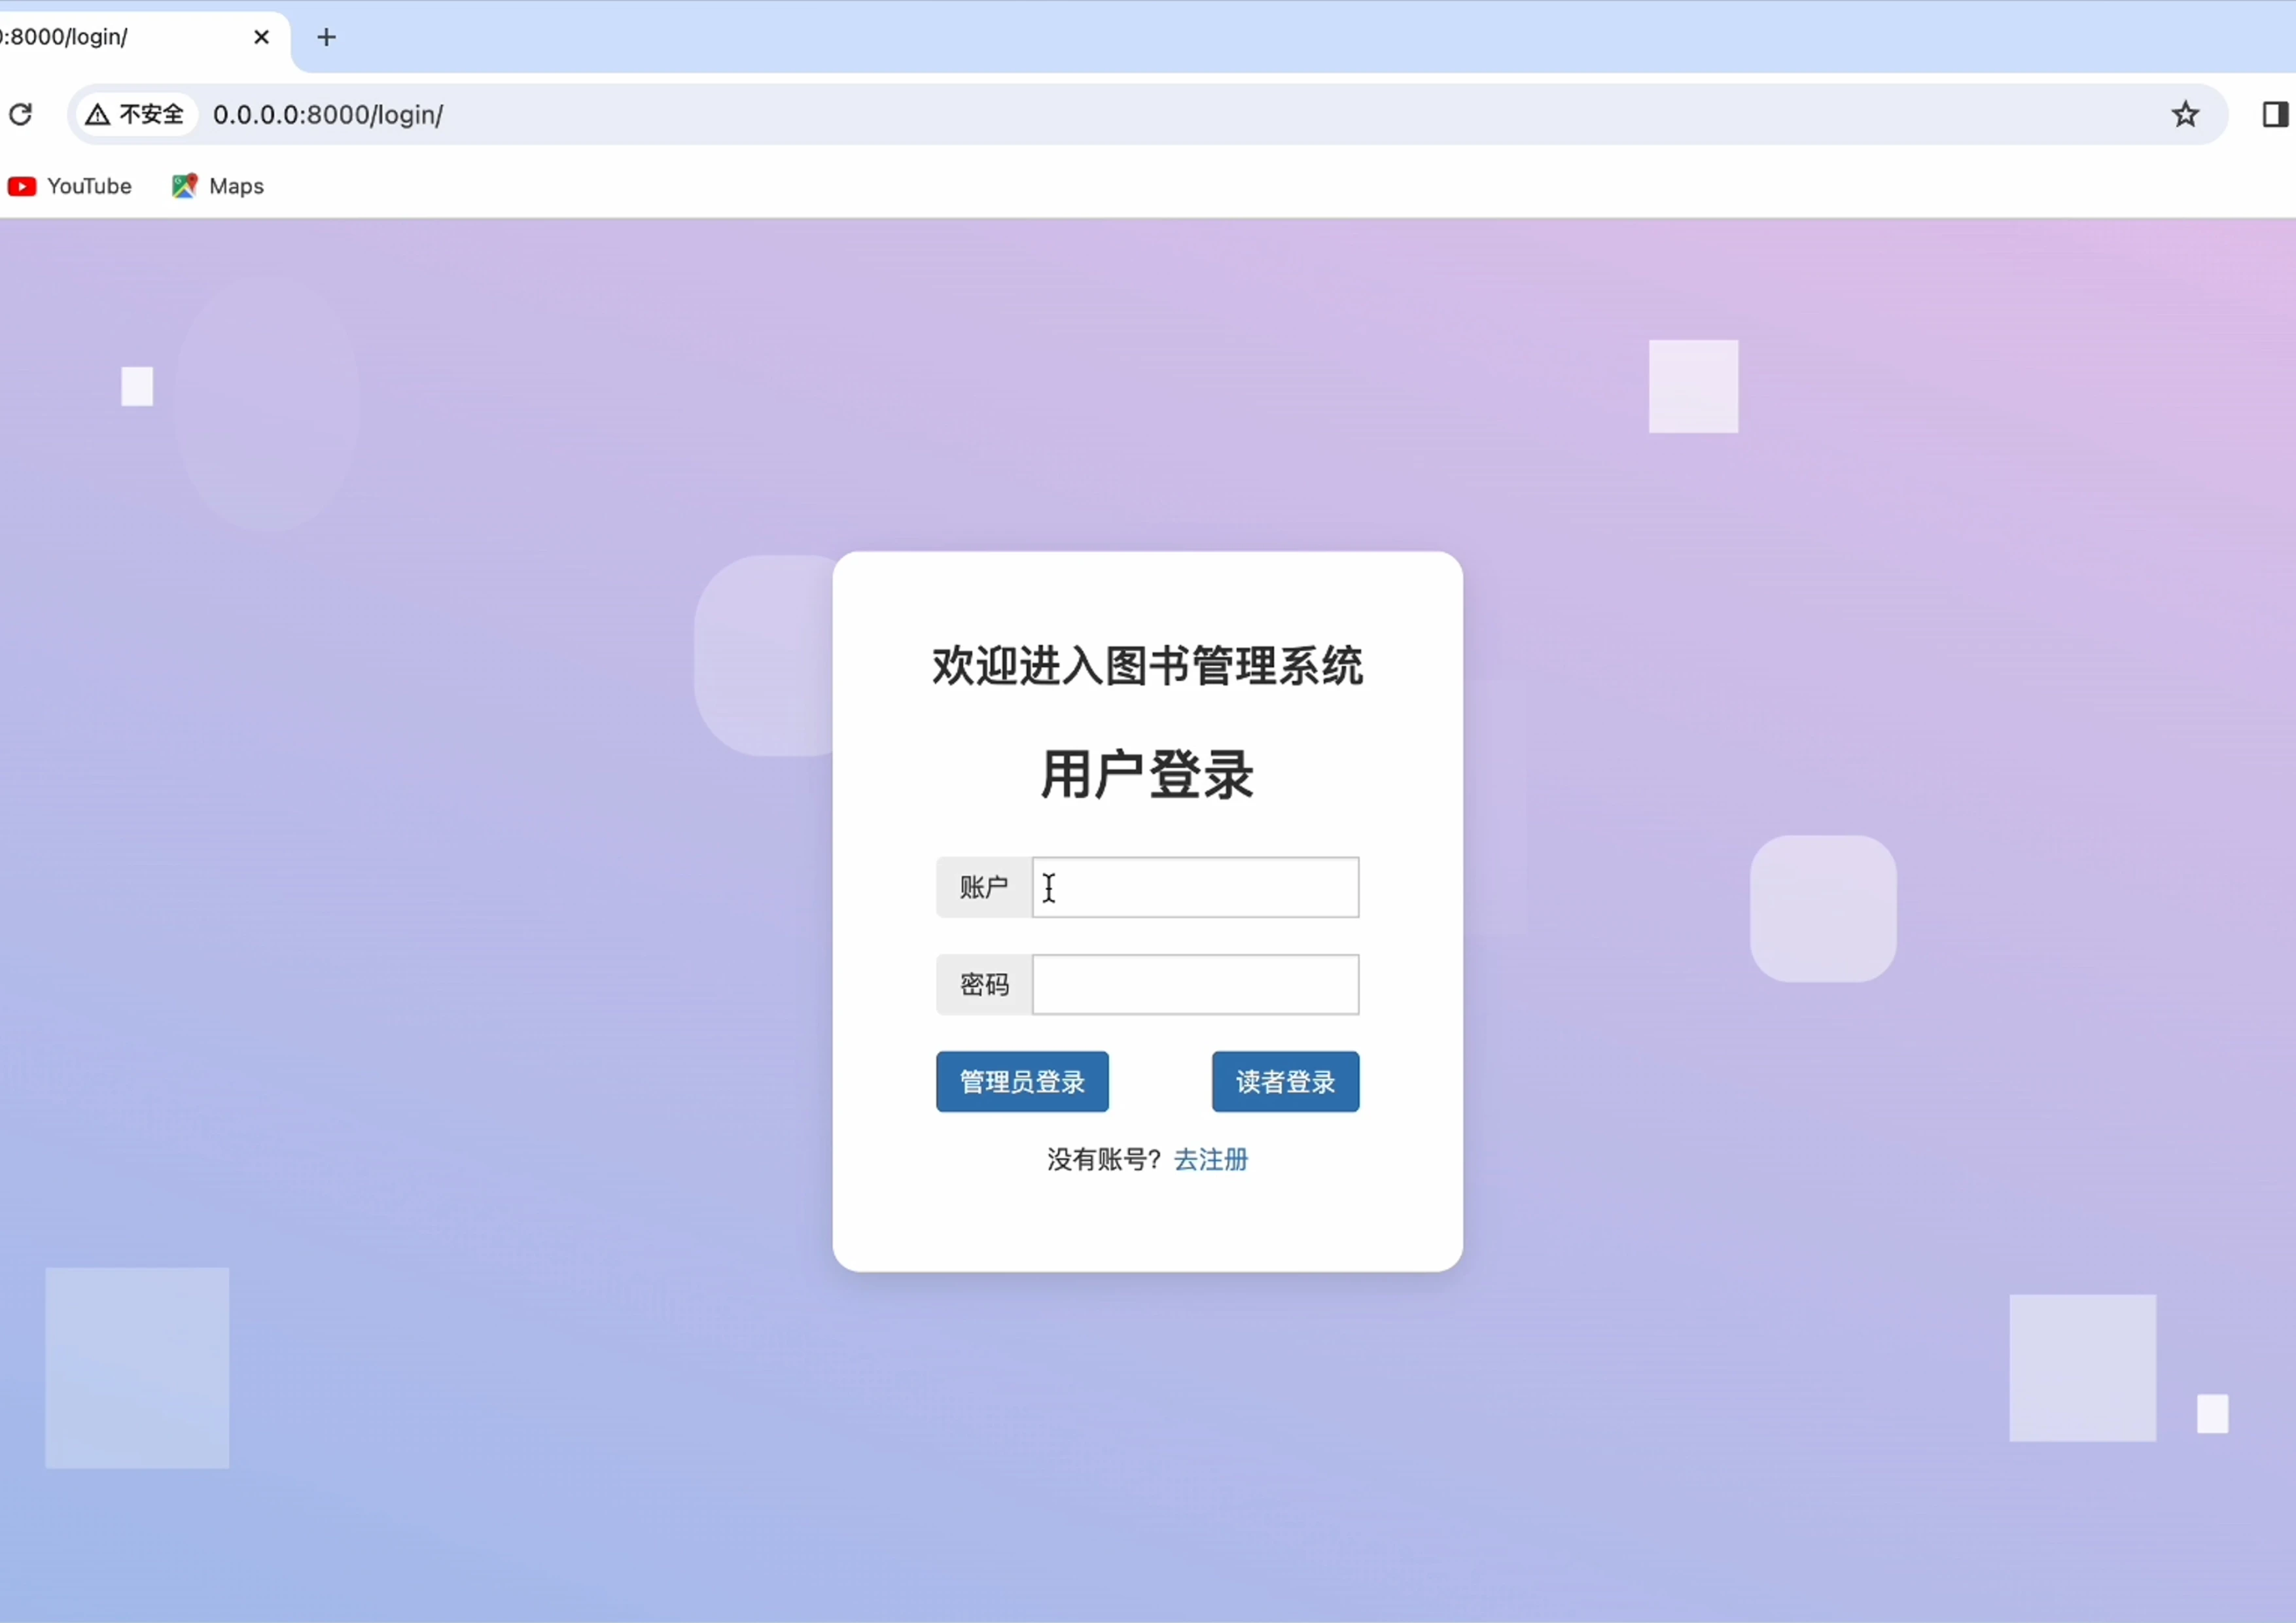 0:8000/login/
不安全 0.0.0.0:8000/login/
YouTube Maps
欢迎进入图书管理系统
用户登录
账户
密码
管理员登录 读者登录
没有账号? 去注册